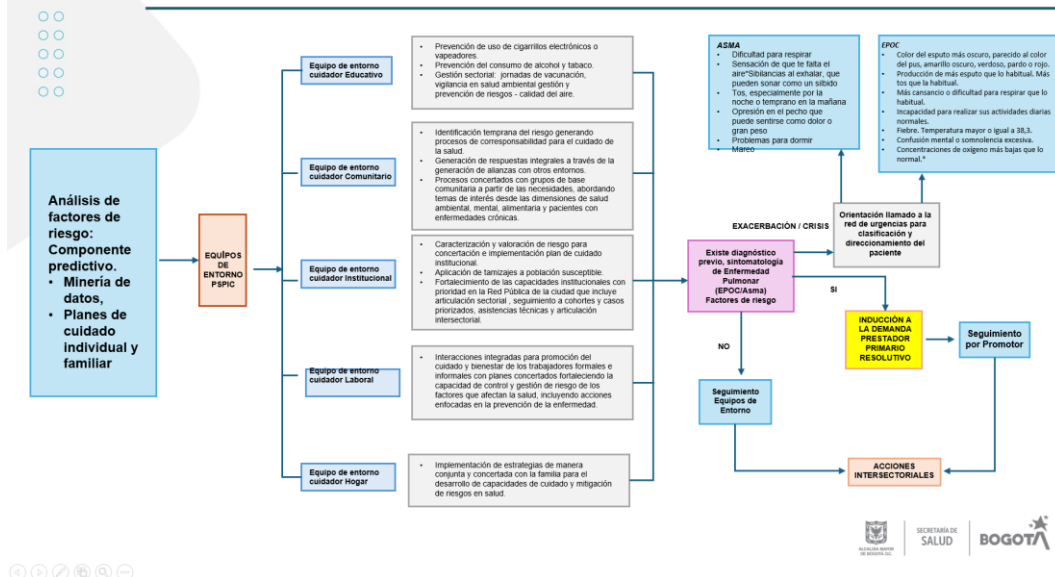 Análisis de
factores de
riesgo:
Componente
predictivo.
• Minería de
datos,
• Planes de
cuidado
individual y
familiar
EQUÍPOS
DE
ENTORNO
PSPIC
Equipo de entorno
cuidador Educativo
• Prevención de uso de cigarrillos electrónicos o
vapeadores.
• Prevención del consumo de alcohol y tabaco.
• Gestión sectorial: jornadas de vacunación,
vigilancia en salud ambiental gestión y
prevención de riesgos - calidad del aire.
Equipo de entorno
cuidador Comunitario
• Identificación temprana del riesgo generando
procesos de corresponsabilidad para el cuidado de
la salud.
• Generación de respuestas integrales a través de la
generación de alianzas con otros entornos.
• Procesos concertados con grupos de base
comunitaria a partir de las necesidades, abordando
temas de interés desde las dimensiones de salud
ambiental, mental, alimentaria y pacientes con
enfermedades crónicas.
Equipo de entorno
cuidador Institucional
• Caracterización y valoración de riesgo para
concertación e implementación plan de cuidado
institucional.
• Aplicación de tamizajes a población susceptible.
• Fortalecimiento de las capacidades institucionales con
prioridad en la Red Pública de la ciudad que incluye
articulación sectorial , seguimiento a cohortes y casos
priorizados, asistencias técnicas y articulación
intersectorial.
Equipo de entorno
cuidador Laboral
• Interacciones integradas para promoción del
cuidado y bienestar de los trabajadores formales e
informales con planes concertados fortaleciendo la
capacidad de control y gestión de riesgo de los
factores que afectan la salud, incluyendo acciones
enfocadas en la prevención de la enfermedad.
Equipo de entorno
cuidador Hogar
• Implementación de estrategias de manera
conjunta y concertada con la familia para el
desarrollo de capacidades de cuidado y mitigación
de riesgos en salud.
ASMA
• Dificultad para respirar
• Sensación de que te falta el
aire*Sibilancias al exhalar, que
pueden sonar como un silbido
• Tos, especialmente por la
noche o temprano en la mañana
• Opresión en el pecho que
puede sentirse como dolor o
gran peso
• Problemas para dormir
• Mareo
EPOC
• Color del esputo más oscuro, parecido al color
del pus, amarillo oscuro, verdoso, pardo o rojo.
• Producción de más esputo que lo habitual. Más
tos que la habitual.
• Más cansancio o dificultad para respirar que lo
habitual.
• Incapacidad para realizar sus actividades diarias
normales.
• Fiebre. Temperatura mayor o igual a 38,3.
• Confusión mental o somnolencia excesiva.
• Concentraciones de oxígeno más bajas que lo
normal.*
EXACERBACIÓN / CRISIS
Orientación llamado a la
red de urgencias para
clasificación y
direccionamiento del
paciente
Existe diagnóstico
previo, sintomatología
de Enfermedad
Pulmonar
(EPOC/Asma)
Factores de riesgo
SI
NO
INDUCCIÓN A
LA DEMANDA
PRESTADOR
PRIMARIO
RESOLUTIVO
Seguimiento
por Promotor
Seguimiento
Equipos de
Entorno
ACCIONES
INTERSECTORIALES
ALCALDÍA MAYOR
DE BOGOTÁ D.C.
SECRETARÍA DE
SALUD
BOGOTÁ